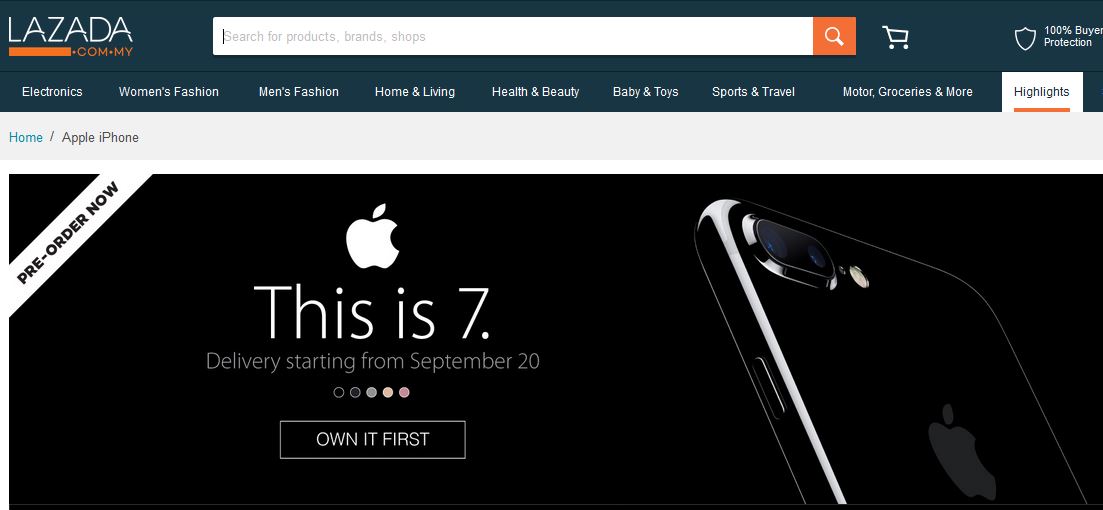 LAZADA
.COM.MY
Search for products, brands, shops
100% Buyer
Protection
Electronics
Women's Fashion
Men's Fashion
Home & Living
Health & Beauty
Baby & Toys
Sports & Travel
Motor, Groceries & More
Highlights
Home / Apple iPhone
PRE-ORDER NOW
This is 7.
Delivery starting from September 20
OWN IT FIRST